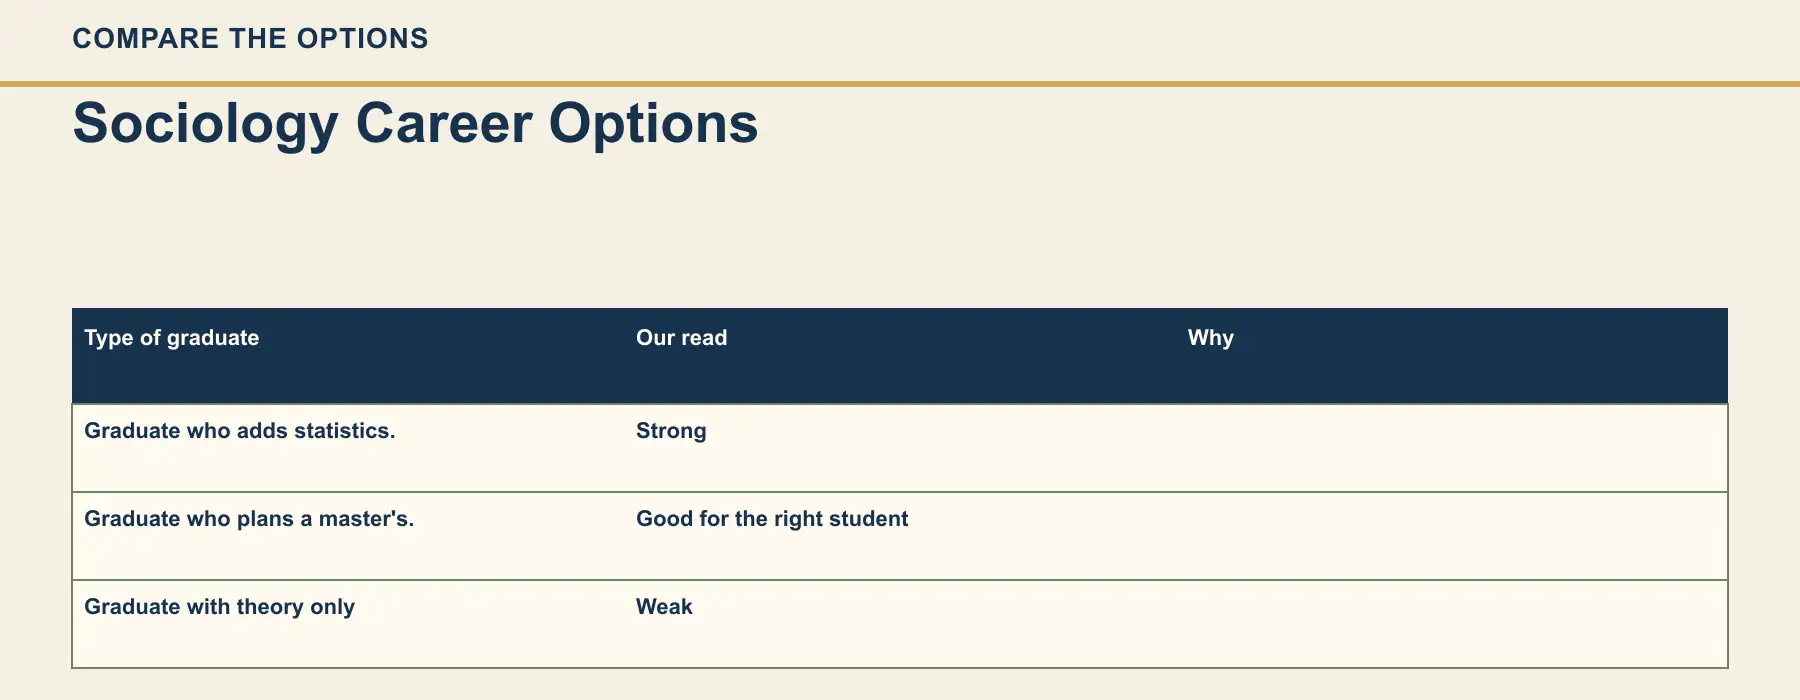 COMPARE THE OPTIONS
Sociology Career Options
Type of graduate Our read Why
Graduate who adds statistics. Strong
Graduate who plans a master's. Good for the right student
Graduate with theory only Weak